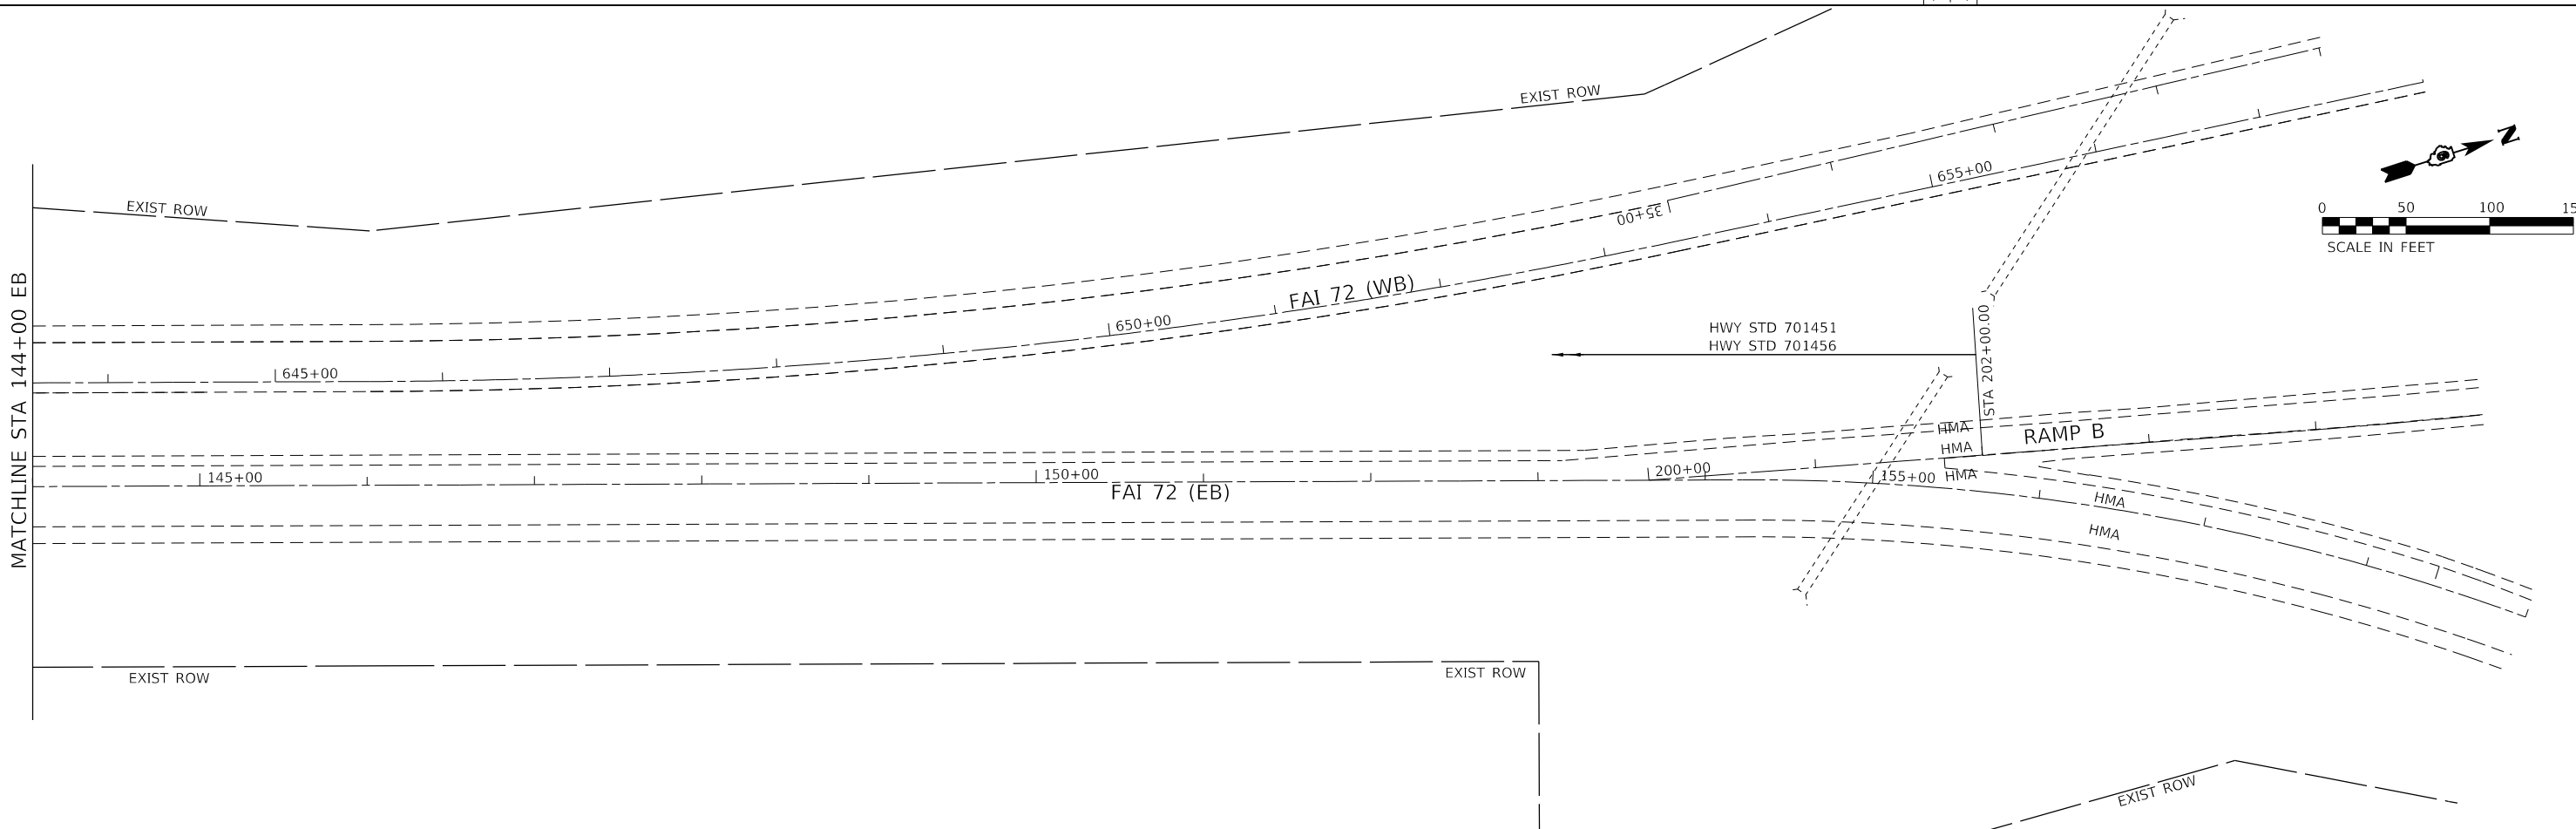 EXIST ROW
EXIST ROW
N
655+00
35+00
0 50 100
SCALE IN FEET
FAI 72 (WB)
650+00
645+00
MATCHLINE STA 144+00 EB
HWY STD 701451
HWY STD 701456
STA 202+00.00
HMA
RAMP B
HMA
HMA
145+00
150+00
200+00
155+00
FAI 72 (EB)
HMA
HMA
EXIST ROW
EXIST ROW
EXIST ROW